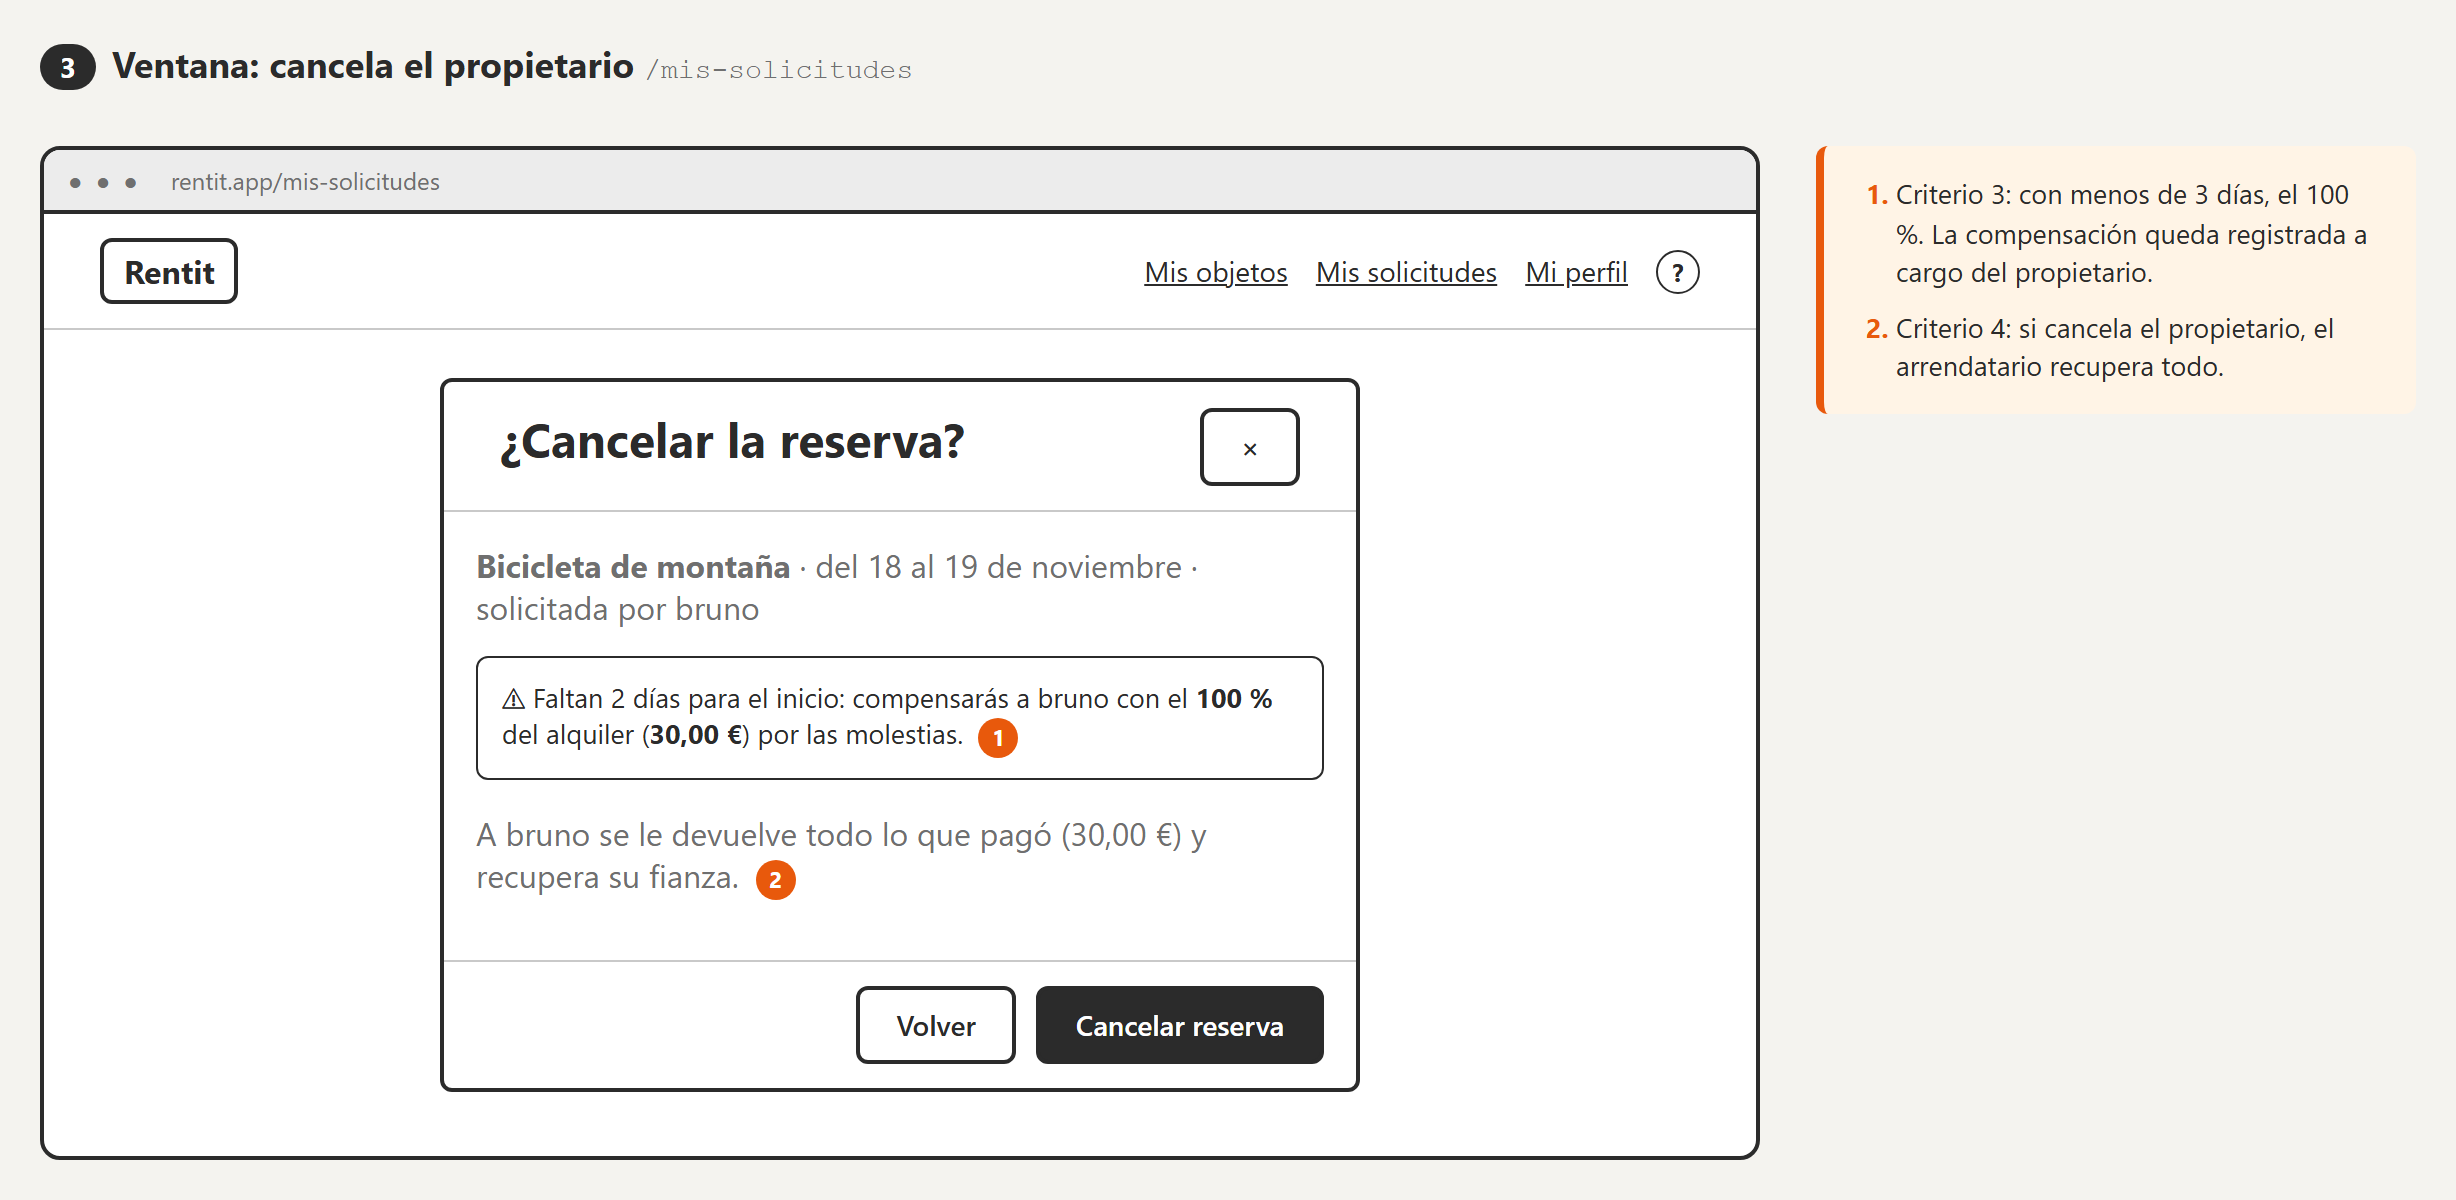 3 Ventana: cancela el propietario /mis-solicitudes
rentit.app/mis-solicitudes
Rentit
Mis objetos Mis solicitudes Mi perfil ?
¿Cancelar la reserva?
×
Bicicleta de montaña · del 18 al 19 de noviembre ·
solicitada por bruno
⚠ Faltan 2 días para el inicio: compensarás a bruno con el 100 %
del alquiler (30,00 €) por las molestias. 1
A bruno se le devuelve todo lo que pagó (30,00 €) y
recupera su fianza. 2
Volver
Cancelar reserva
1. Criterio 3: con menos de 3 días, el 100
%. La compensación queda registrada a
cargo del propietario.
2. Criterio 4: si cancela el propietario, el
arrendatario recupera todo.